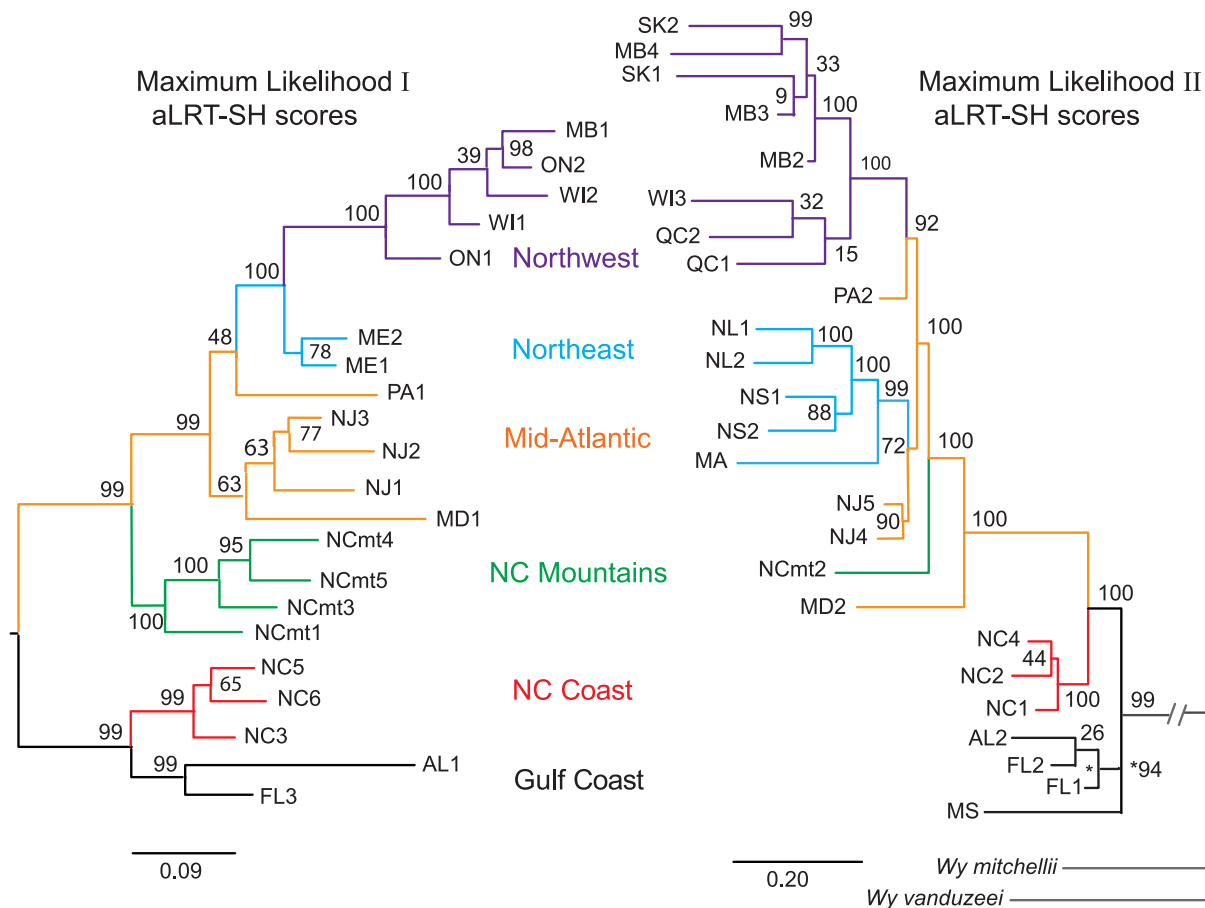 Maximum Likelihood I
aLRT-SH scores
MB1
98
39
ON2
100
WI2
100
WI1
ON1
100
ME2
78
48
ME1
PA1
99
NJ3
77
63
NJ2
63
NJ1
MD1
99
NCmt4
95
100
NCmt5
NCmt3
100
NCmt1
NC5
65
99
NC6
99
NC3
99
AL1
FL3
0.09
Northwest
Northeast
Mid-Atlantic
NC Mountains
NC Coast
Gulf Coast
Maximum Likelihood II
aLRT-SH scores
SK2
99
MB4
33
SK1
9
MB3
100
MB2
100
WI3
32
QC2
15
QC1
92
PA2
100
NL1
100
NL2
100
NS1
99
88
NS2
72
MA
100
NJ5
90
NJ4
100
NCmt2
MD2
100
NC4
44
NC2
100
NC1
99
AL2
26
FL2
*
*94
FL1
MS
0.20
Wy mitchellii
Wy vanduzeei